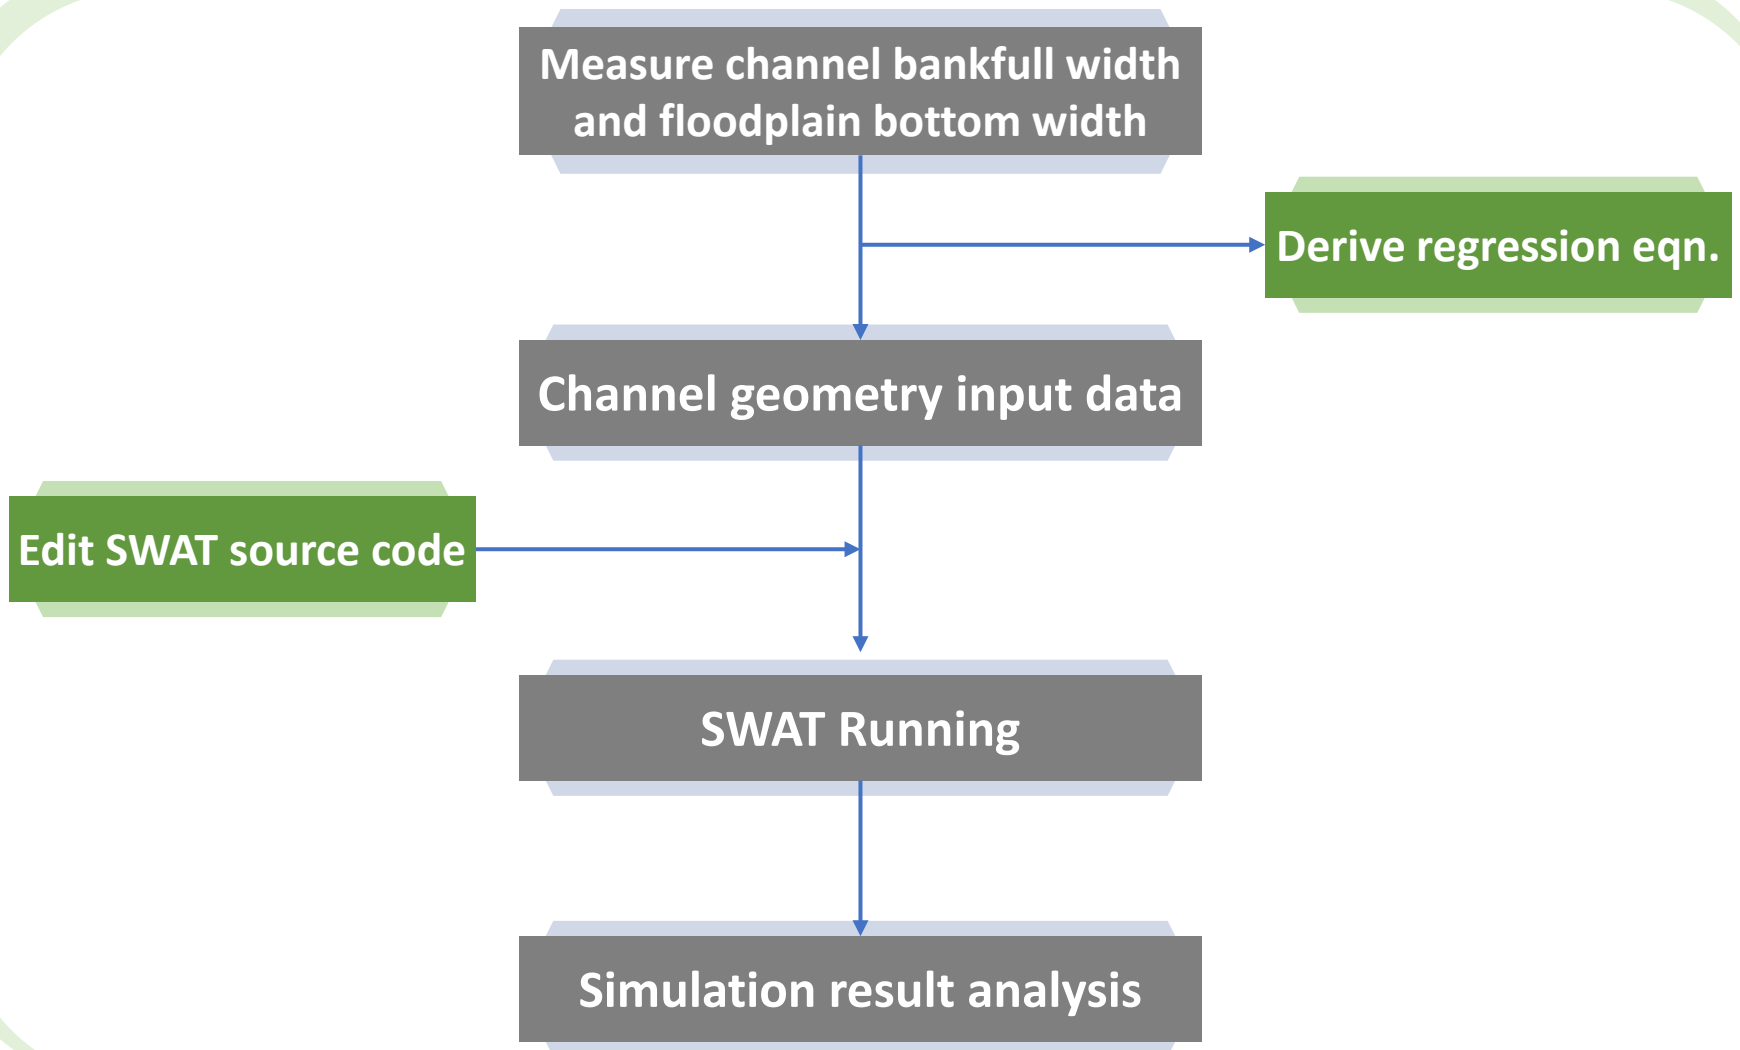 Measure channel bankfull width
and floodplain bottom width
Derive regression eqn.
Channel geometry input data
Edit SWAT source code
SWAT Running
Simulation result analysis